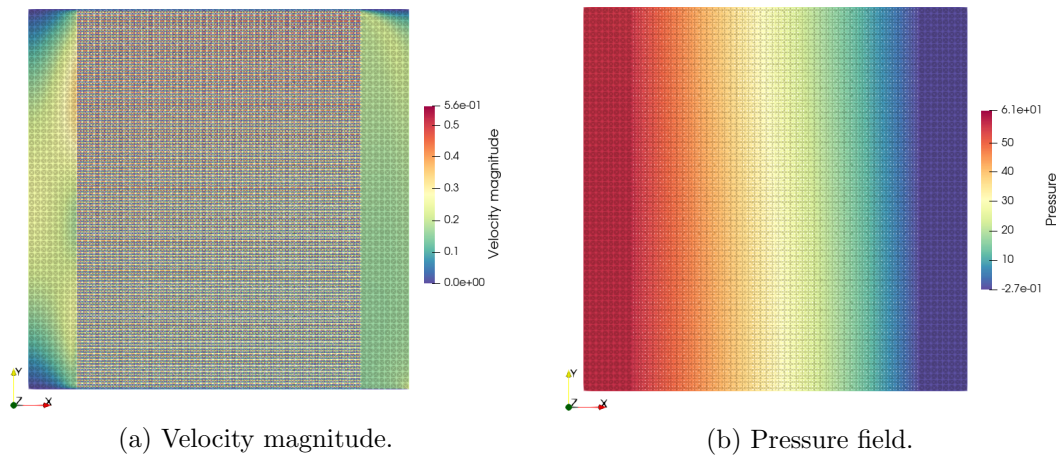 5.6e-01
0.5
0.4
0.3
0.2
0.1
0.0e+00
Velocity magnitude
Y
Z
X
(a) Velocity magnitude.
6.1e+01
50
40
30
20
10
-2.7e-01
Pressure
Y
Z
X
(b) Pressure field.